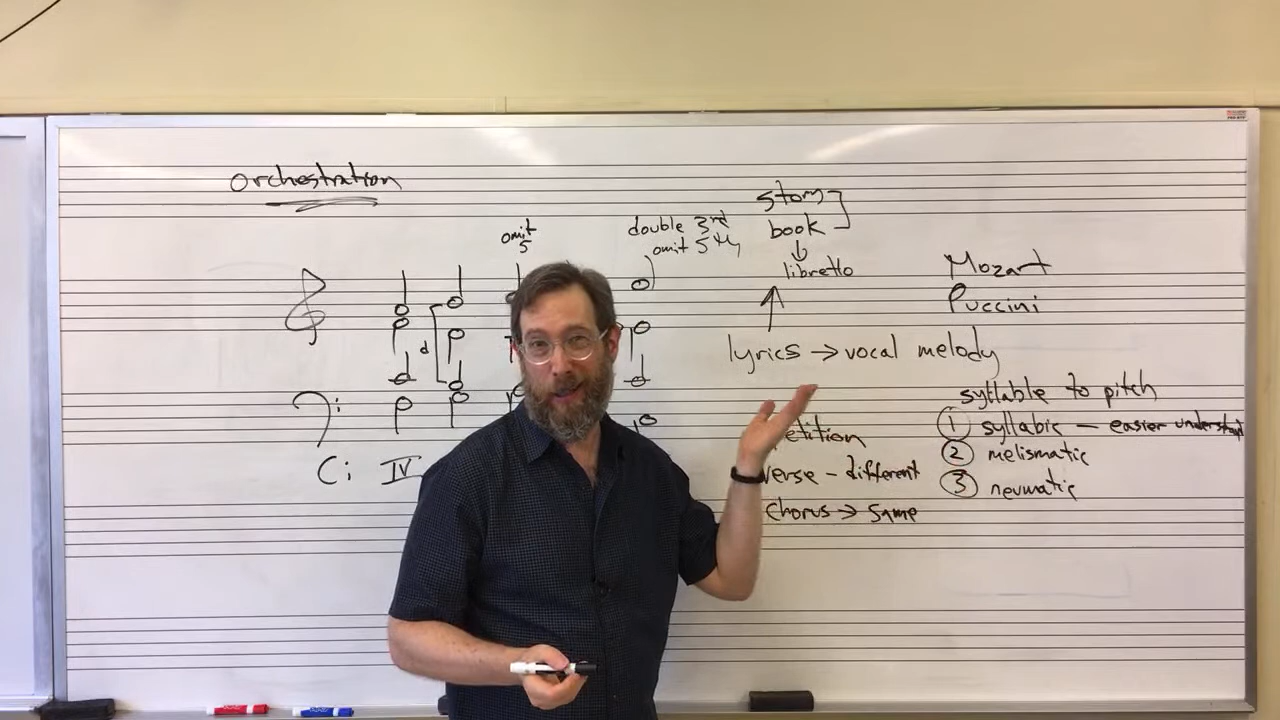 Orchestration
omit
5
double 3rd
omit 5th
C: IV
story
book
↓
libretto
lyrics → vocal melody
etition
verse - different
chorus → same
Mozart
Puccini
syllable to pitch
① syllabic - easier understand
② melismatic
③ neumatic